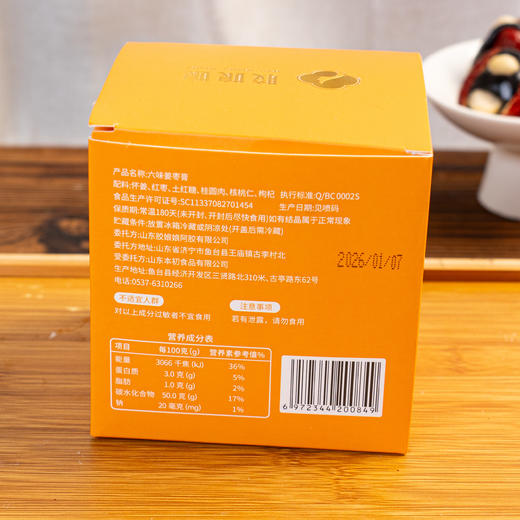 产品名称:六味姜枣膏
配料:怀姜、红枣、土红糖、桂圆肉、核桃仁、枸杞 执行标准:Q/BC0002S
食品生产许可证号:SC11337082701454 生产日期:见喷码
保质期:常温180天(未开封、开封后尽快食用)如有结晶属于正常现象
贮藏条件:放置冰箱冷藏或阴凉处(开盖后需冷藏)
委托方:山东胶娘娘阿胶有限公司
委托方地址:山东省济宁市鱼台县王庙镇古李村北
受委托方:山东本初食品有限公司
生产地址:鱼台县经济开发区三贤路北310米、古亭路东62号
电话:0537-6310266
2026/01/07
不适宜人群
对以上成分过敏者不宜食用
注意事项
若有泄露,请勿食用
营养成分表
项目 每100克(g) 营养素参考值%
能量 3066 千焦(kJ) 36%
蛋白质 3.0 克(g) 5%
脂肪 1.0 克(g) 2%
碳水化合物 50.0 克(g) 17%
钠 20 毫克(mg) 1%
6 972344 200849